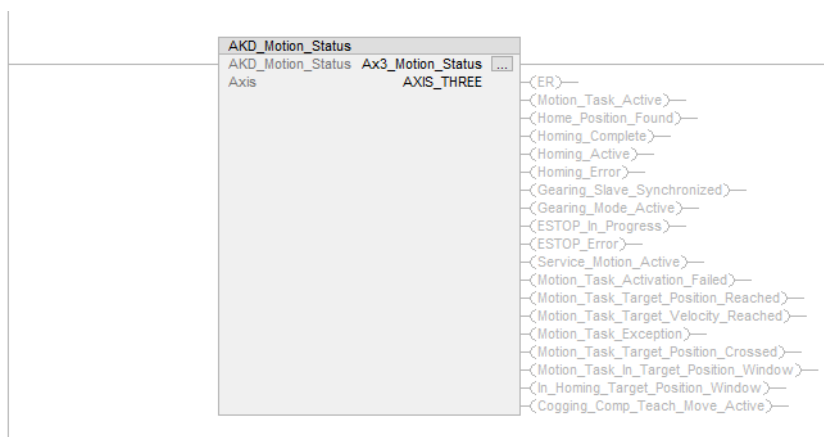 AKD_Motion_Status
AKD_Motion_Status Ax3_Motion_Status ...
Axis AXIS_THREE
(ER)
(Motion_Task_Active)
(Home_Position_Found)
(Homing_Complete)
(Homing_Active)
(Homing_Error)
(Gearing_Slave_Synchronized)
(Gearing_Mode_Active)
(ESTOP_In_Progress)
(ESTOP_Error)
(Service_Motion_Active)
(Motion_Task_Activation_Failed)
(Motion_Task_Target_Position_Reached)
(Motion_Task_Target_Velocity_Reached)
(Motion_Task_Exception)
(Motion_Task_Target_Position_Crossed)
(Motion_Task_In_Target_Position_Window)
(In_Homing_Target_Position_Window)
(Cogging_Comp_Teach_Move_Active)